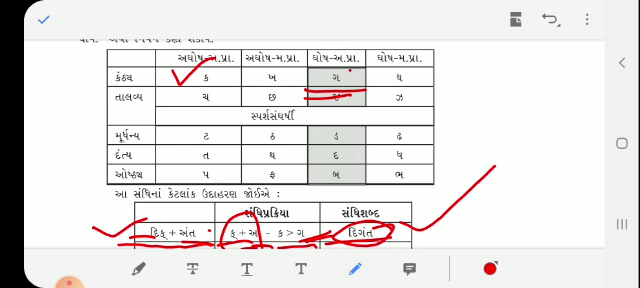 અઘોષ-અ.પ્રા. અઘોષ-મ.પ્રા. ઘોષ-અ.પ્રા. ઘોષ-મ.પ્રા.
કંઠ્ય ક ખ ગ ઘ
તાલવ્ય ચ છ જ ઝ
સ્પર્શસંઘર્ષી
મૂર્ધન્ય ટ ઠ ડ ઢ
દંત્ય ત થ દ ધ
ઓષ્ઠ્ય પ ફ બ ભ
આ સંધિનાં કેટલાંક ઉદાહરણ જોઈએ :
સંધિપ્રક્રિયા સંધિશબ્દ
દિક્ + અંત ક્ + અ - ક > ગ દિગંત